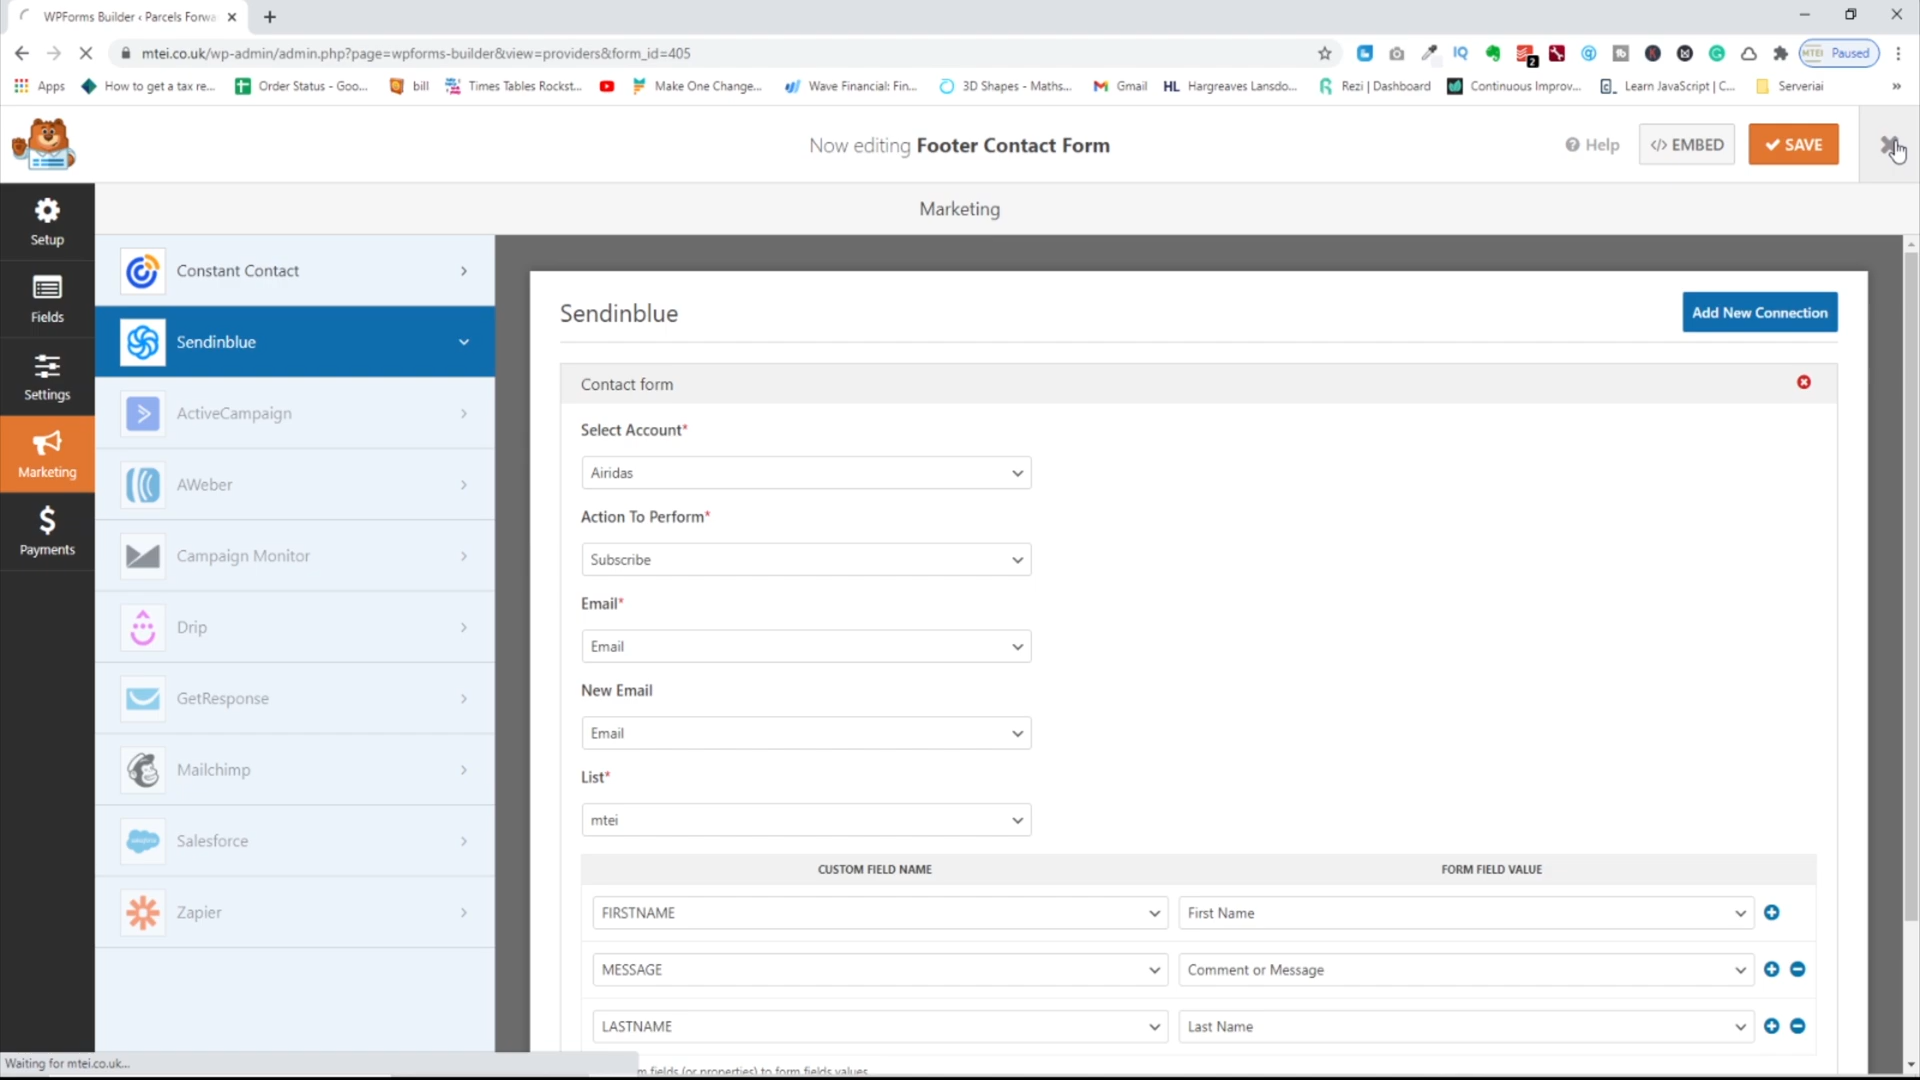 WPForms Builder ‹ Parcels Forwa
mtei.co.uk/wp-admin/admin.php?page=wpforms-builder&view=providers&form_id=405
IQ
2
MTEI Paused
Apps
How to get a tax re...
Order Status - Goo...
bill
Times Tables Rockst...
Make One Change...
Wave Financial: Fin...
3D Shapes - Maths...
Gmail
HL Hargreaves Lansdo...
Rezi | Dashboard
Continuous Improv...
Learn JavaScript | C...
Serveriai
»
Now editing Footer Contact Form
Help
</> EMBED
SAVE
Marketing
Setup
Fields
Settings
Marketing
Payments
Constant Contact
Sendinblue
ActiveCampaign
AWeber
Campaign Monitor
Drip
GetResponse
Mailchimp
Salesforce
Zapier
Sendinblue
Add New Connection
Contact form
Select Account*
Airidas
Action To Perform*
Subscribe
Email*
Email
New Email
Email
List*
mtei
CUSTOM FIELD NAME
FORM FIELD VALUE
FIRSTNAME
First Name
MESSAGE
Comment or Message
LASTNAME
Last Name
m fields (or properties) to form fields values
Waiting for mtei.co.uk...